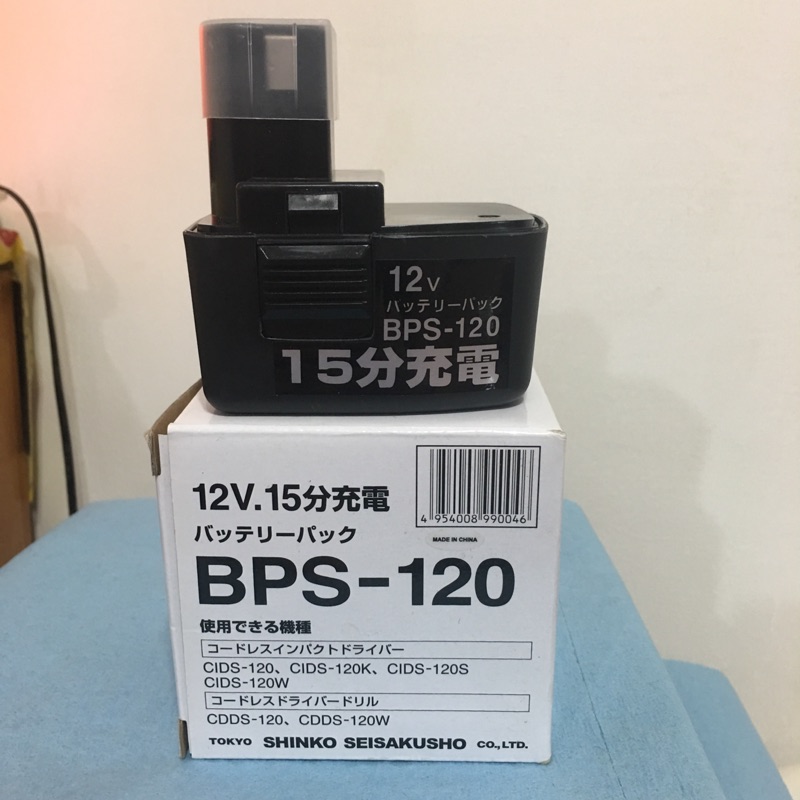 12V
バッテリーパック
BPS-120
15分充電
12V.15分充電
バッテリーパック
4 954008 990046
MADE IN CHINA
BPS-120
使用できる機種
コードレスインパクトドライバー
CIDS-120、CIDS-120K、CIDS-120S
CIDS-120W
コードレスドライバードリル
CDDS-120、CDDS-120W
TOKYO SHINKO SEISAKUSHO CO.,LTD.